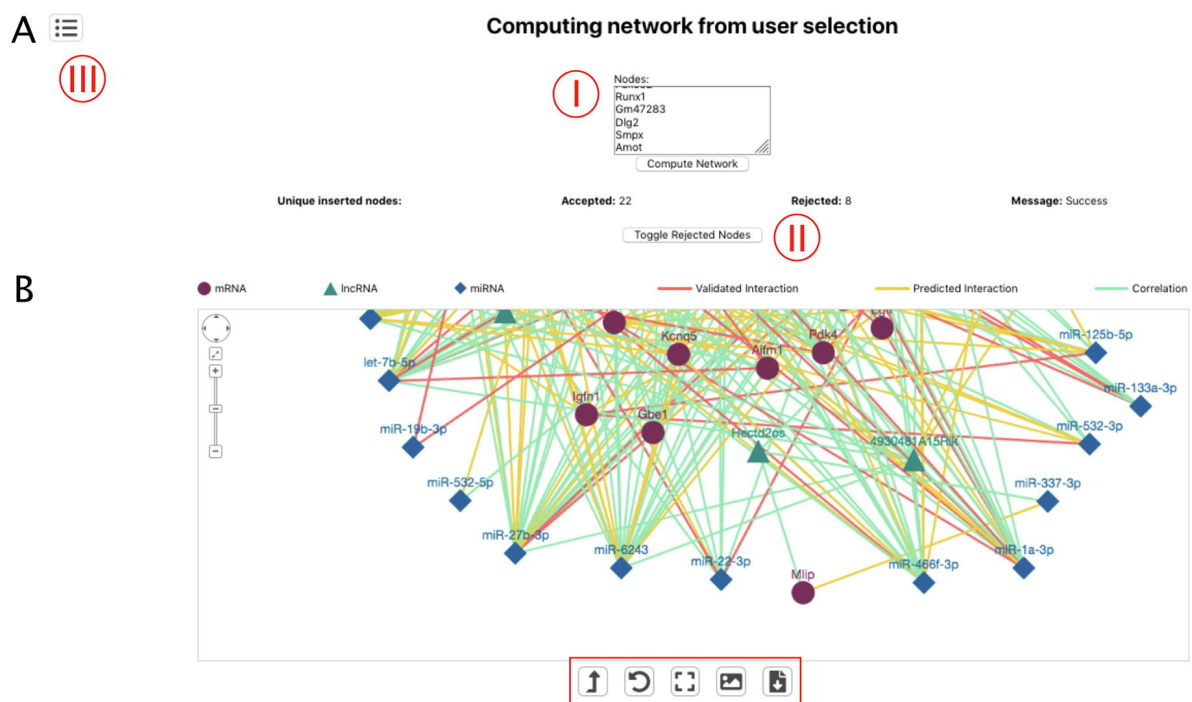 A
Computing network from user selection
III
I
Nodes:
Runx1
Gm47283
Dlg2
Smpx
Amot
Compute Network
Unique inserted nodes: Accepted: 22 Rejected: 8 Message: Success
Toggle Rejected Nodes
II
B
mRNA lncRNA miRNA Validated Interaction Predicted Interaction Correlation
miR-125b-5p
Kcnq5
Pdk4
Aifm1
let-7b-5p
miR-133a-3p
Igfn1
Gbe1
miR-19b-3p
Hectd2os
miR-532-3p
4930481A15Rik
miR-532-5p
miR-337-3p
miR-27b-3p
miR-6243
miR-22-3p
miR-466f-3p
miR-1a-3p
Mlip